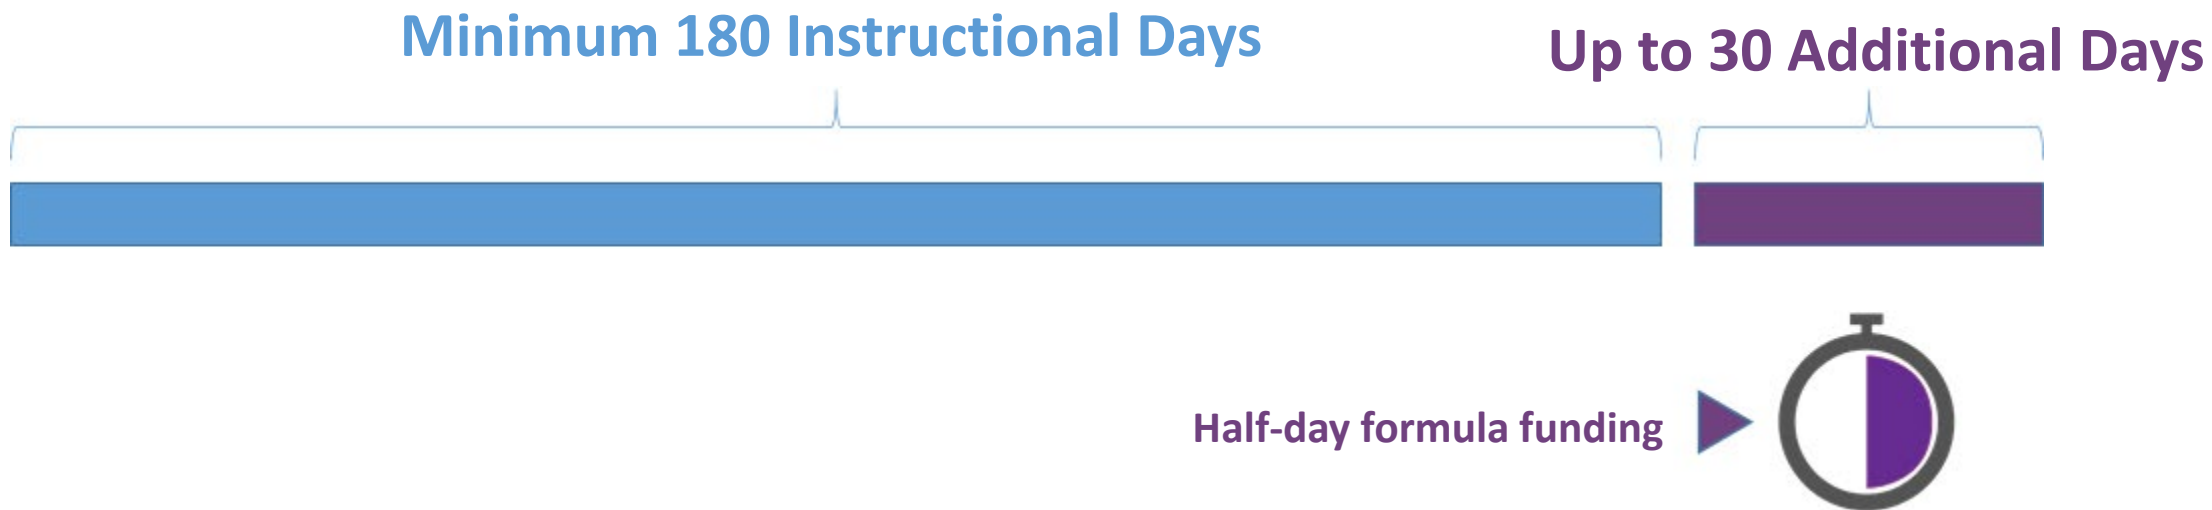 Minimum 180 Instructional Days
Up to 30 Additional Days
Half-day formula funding